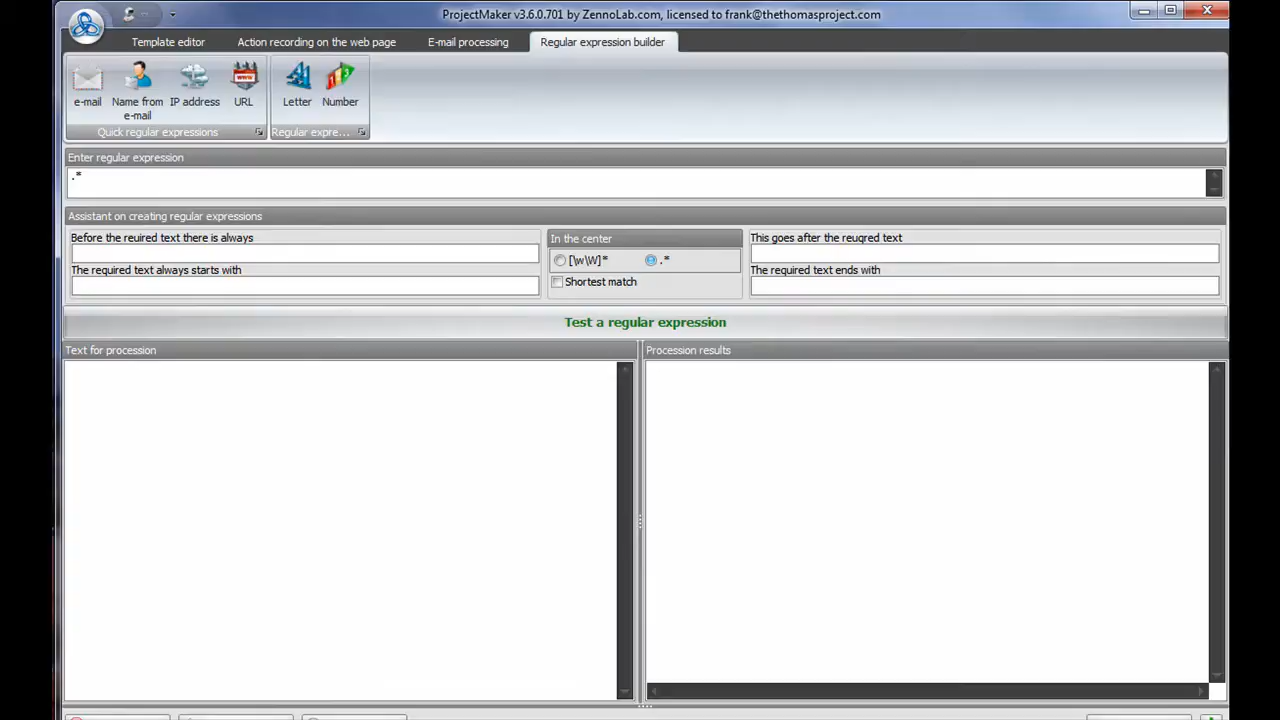 ProjectMaker v3.6.0.701 by ZennoLab.com, licensed to frank@thethomasproject.com
Template editor
Action recording on the web page
E-mail processing
Regular expression builder
e-mail
Name from
e-mail
IP address
URL
Letter
Number
Quick regular expressions
Regular expre...
Enter regular expression
.*
Assistant on creating regular expressions
Before the reuired text there is always
The required text always starts with
In the center
[\w\W]*
.*
Shortest match
This goes after the reuqred text
The required text ends with
Test a regular expression
Text for procession
Procession results